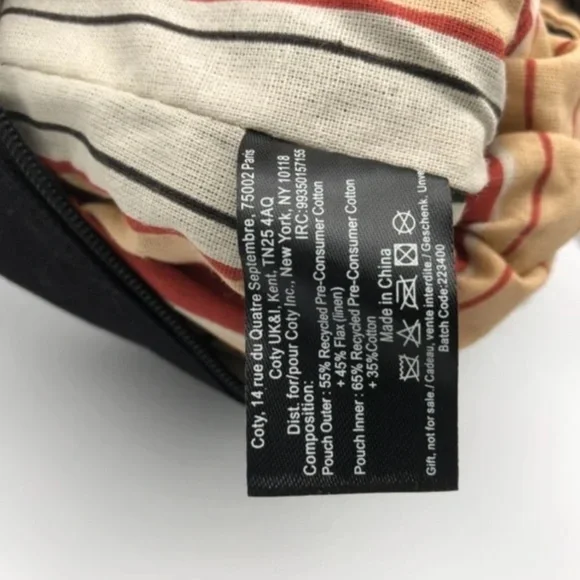 Coty, 14 rue du Quatre Septembre, 75002 Paris
Coty UK&I, Kent, TN25 4AQ
Dist. for/pour Coty Inc., New York, NY 10118
IRC:99350157155
Composition:
Pouch Outer : 55% Recycled Pre-Consumer Cotton
+ 45% Flax (linen)
Pouch Inner : 65% Recycled Pre-Consumer Cotton
+ 35%Cotton
Made in China
Gift, not for sale./ Cadeau, vente interdite./ Geschenk,
Batch Code:223400